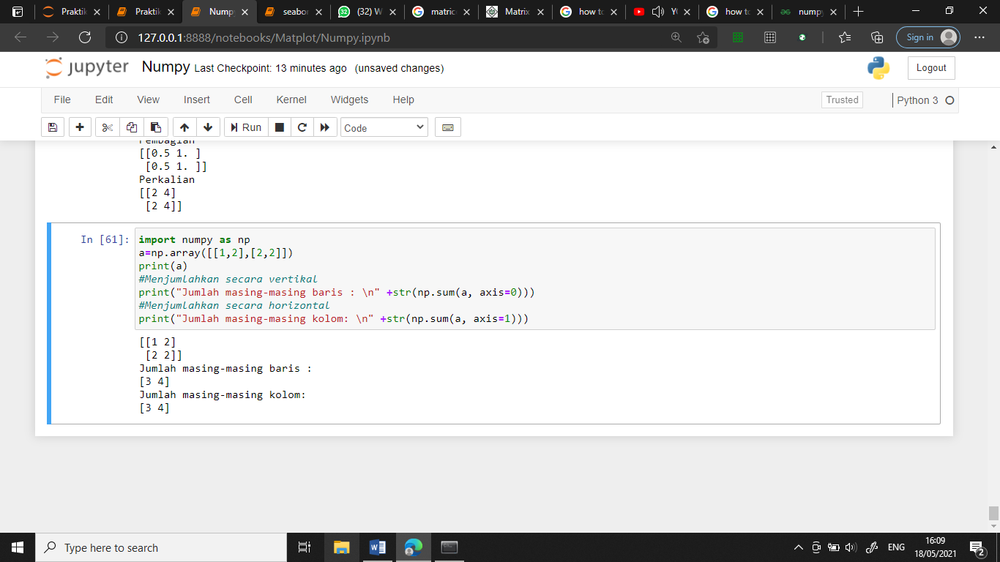 Praktik
Praktik
Numpy
seabor
(32) W
matric
Matrix
how to
YO
how to
numpy
127.0.0.1:8888/notebooks/Matplot/Numpy.ipynb
Sign in
jupyter Numpy Last Checkpoint: 13 minutes ago (unsaved changes)
Logout
File Edit View Insert Cell Kernel Widgets Help
Trusted
Python 3
Run
Code
Pembagian
[[0.5 1. ]
 [0.5 1. ]]
Perkalian
[[2 4]
 [2 4]]
In [61]:
import numpy as np
a=np.array([[1,2],[2,2]])
print(a)
#Menjumlahkan secara vertikal
print("Jumlah masing-masing baris : \n" +str(np.sum(a, axis=0)))
#Menjumlahkan secara horizontal
print("Jumlah masing-masing kolom: \n" +str(np.sum(a, axis=1)))
[[1 2]
 [2 2]]
Jumlah masing-masing baris :
[3 4]
Jumlah masing-masing kolom:
[3 4]
Type here to search
ENG
16:09
18/05/2021
2